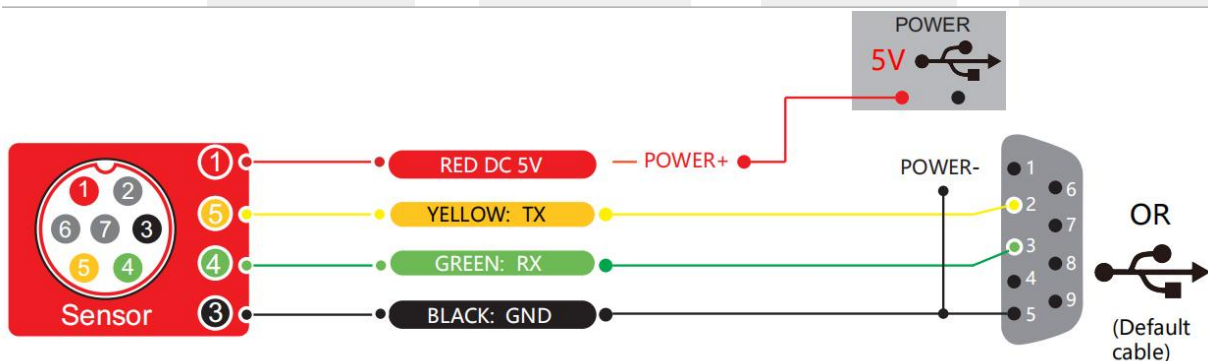 POWER
5V
1 RED DC 5V POWER+
5 YELLOW: TX
4 GREEN: RX
3 BLACK: GND
1 2
6 7 3
5 4
Sensor
POWER-
1
6
2
7
3
8
4
9
5
OR
(Default
cable)